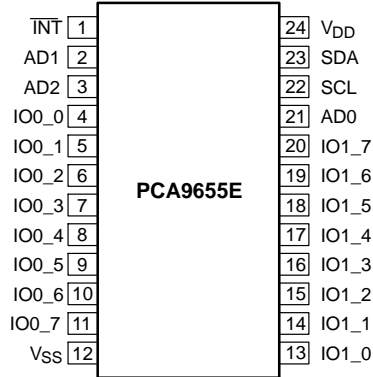 INT 1 24 VDD
AD1 2 23 SDA
AD2 3 22 SCL
IO0_0 4 21 AD0
IO0_1 5 20 IO1_7
IO0_2 6 19 IO1_6
PCA9655E
IO0_3 7 18 IO1_5
IO0_4 8 17 IO1_4
IO0_5 9 16 IO1_3
IO0_6 10 15 IO1_2
IO0_7 11 14 IO1_1
VSS 12 13 IO1_0